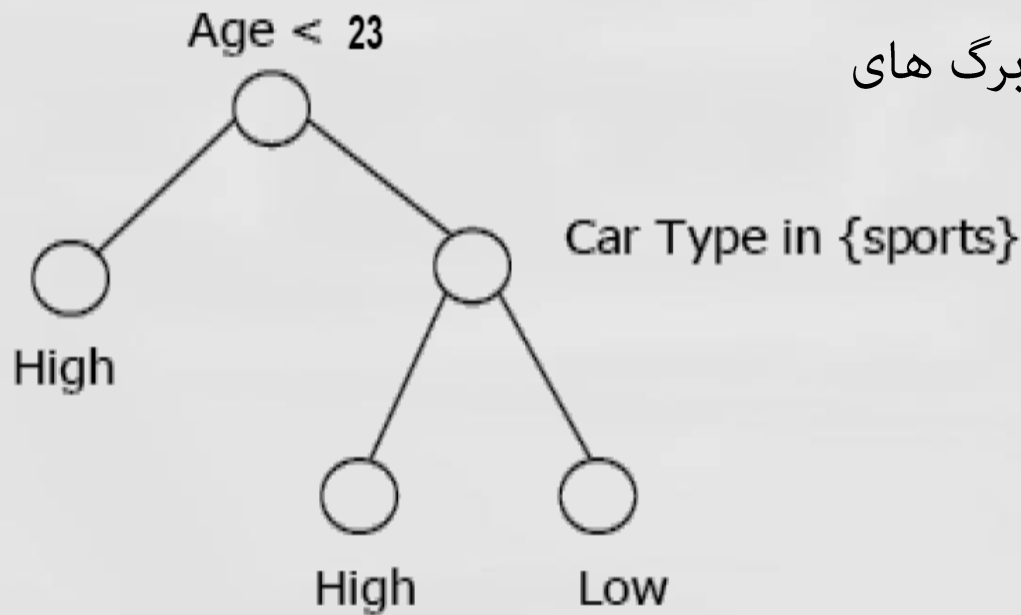 Age < 23
برگ های
Car Type in {sports}
High
High
Low